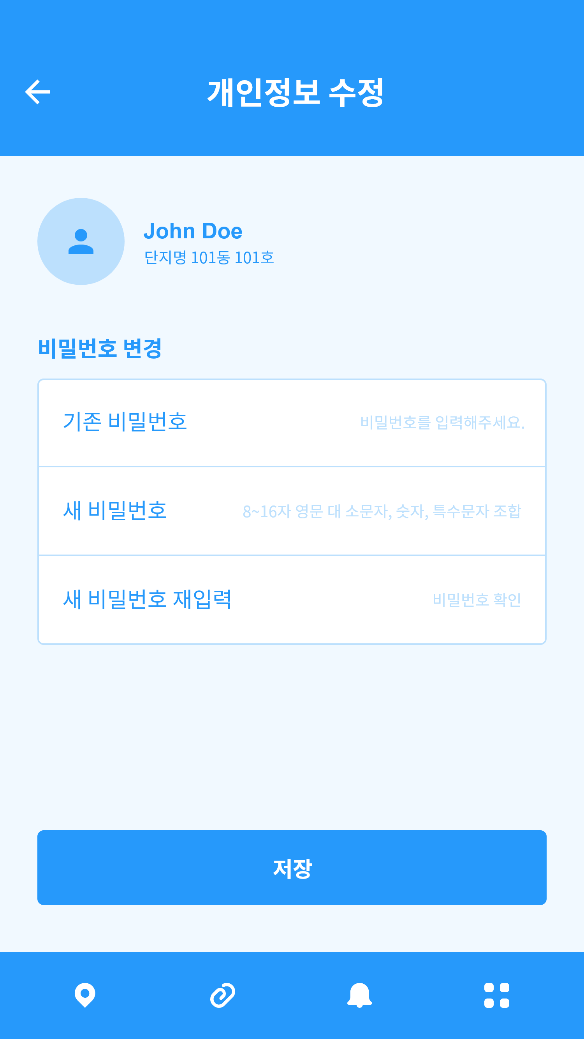 개인정보 수정
John Doe
단지명 101동 101호
비밀번호 변경
기존 비밀번호 비밀번호를 입력해주세요.
새 비밀번호 8~16자 영문 대 소문자, 숫자, 특수문자 조합
새 비밀번호 재입력 비밀번호 확인
저장